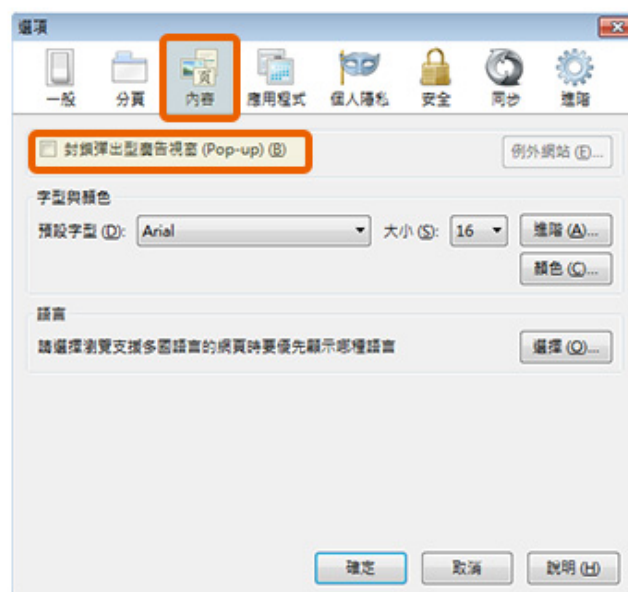 選項
一般 分頁 內容 應用程式 個人隱私 安全 同步 進階
封鎖彈出型廣告視窗 (Pop-up) (B) 例外網站 (E)...
字型與顏色
預設字型 (D): Arial 大小 (S): 16 進階 (A)...
顏色 (C)...
語言
請選擇瀏覽支援多國語言的網頁時要優先顯示哪種語言 選擇 (O)...
確定 取消 說明 (H)